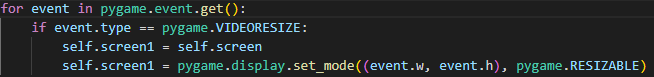 for event in pygame.event.get():
    if event.type == pygame.VIDEORESIZE:
        self.screen1 = self.screen
        self.screen1 = pygame.display.set_mode((event.w, event.h), pygame.RESIZABLE)